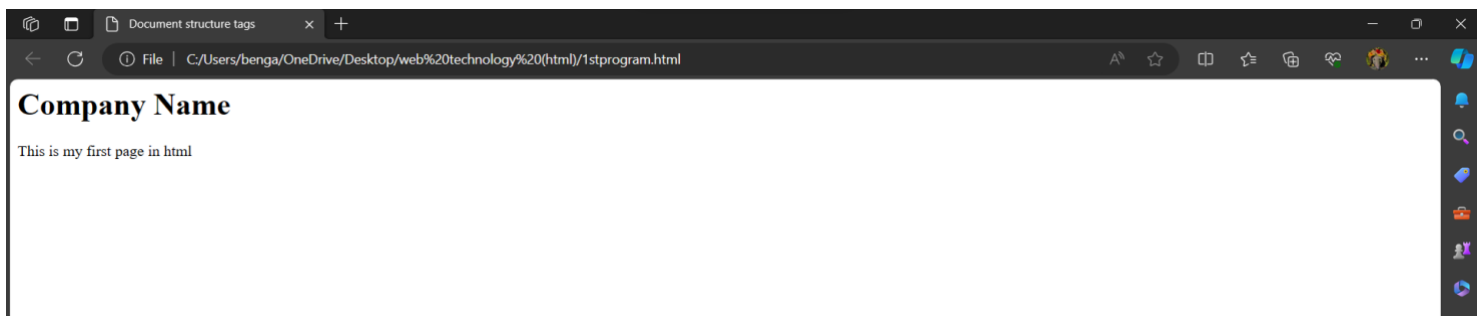 Document structure tags
File | C:/Users/benga/OneDrive/Desktop/web%20technology%20(html)/1stprogram.html
Company Name
This is my first page in html